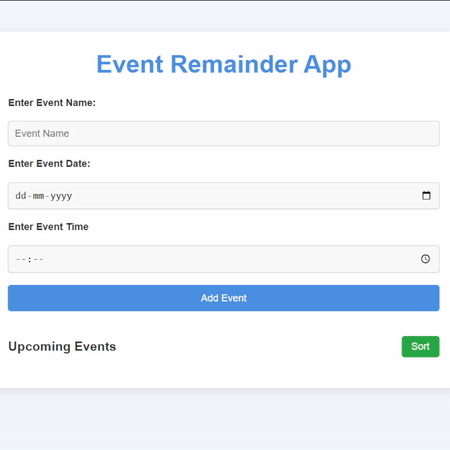 Event Remainder App
Enter Event Name:
Event Name
Enter Event Date:
dd-mm-yyyy
Enter Event Time
--:--
Add Event
Upcoming Events
Sort